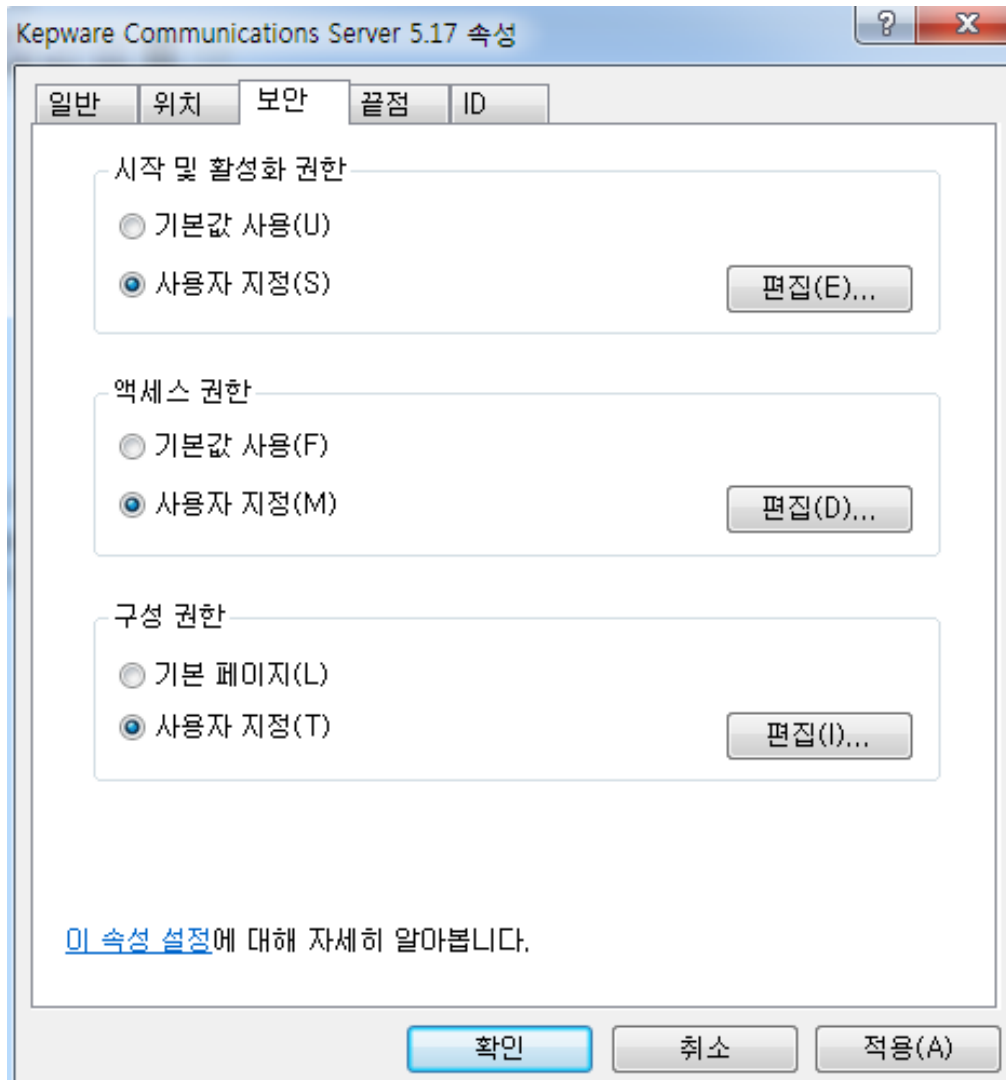 Kepware Communications Server 5.17 속성
일반 위치 보안 끝점 ID
시작 및 활성화 권한
기본값 사용(U)
사용자 지정(S)
편집(E)...
액세스 권한
기본값 사용(F)
사용자 지정(M)
편집(D)...
구성 권한
기본 페이지(L)
사용자 지정(T)
편집(I)...
이 속성 설정에 대해 자세히 알아봅니다.
확인 취소 적용(A)